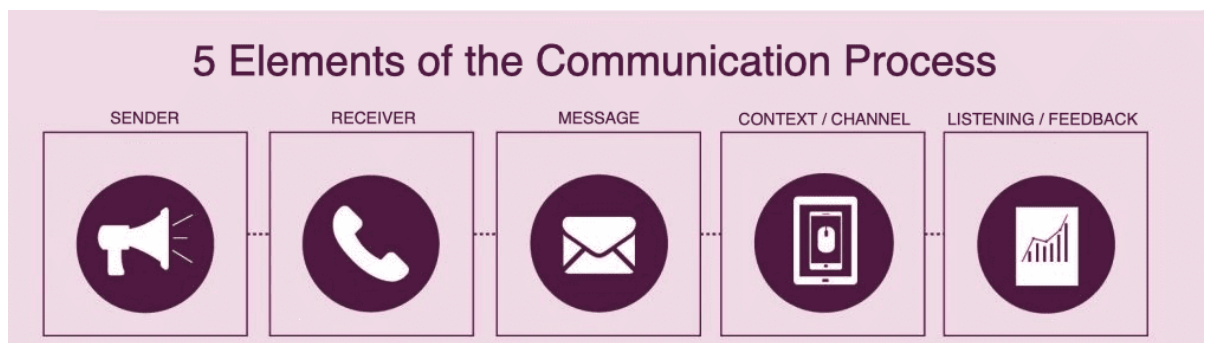 5 Elements of the Communication Process
SENDER
RECEIVER
MESSAGE
CONTEXT / CHANNEL
LISTENING / FEEDBACK